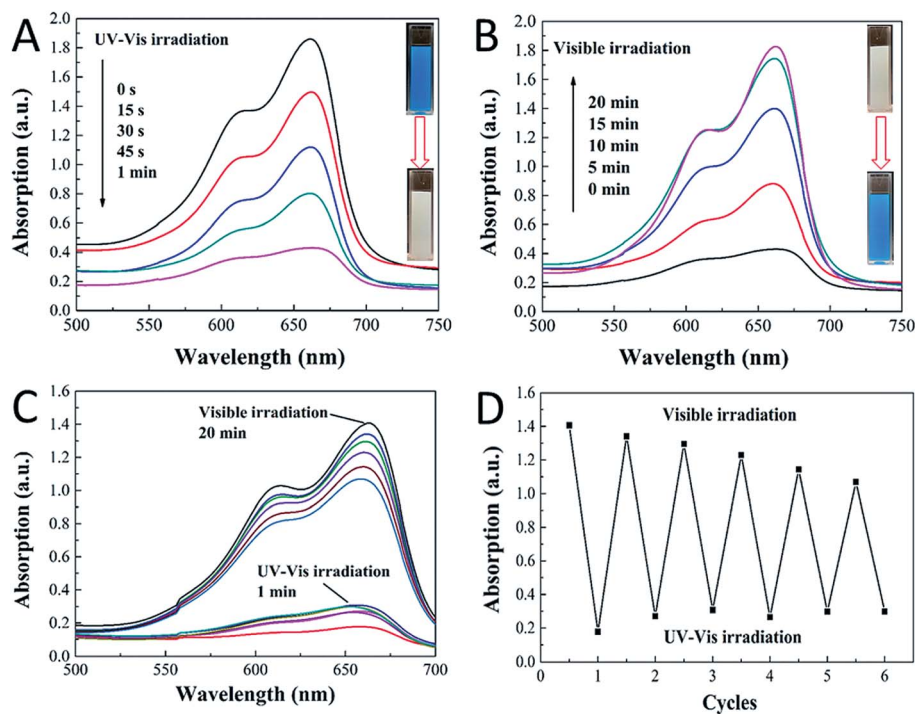 A
UV-Vis irradiation
0 s
15 s
30 s
45 s
1 min
2.0
1.8
1.6
1.4
1.2
1.0
0.8
0.6
0.4
0.2
0.0
500
550
600
650
700
750
Absorption (a.u.)
Wavelength (nm)
B
Visible irradiation
20 min
15 min
10 min
5 min
0 min
2.0
1.8
1.6
1.4
1.2
1.0
0.8
0.6
0.4
0.2
0.0
500
550
600
650
700
750
Absorption (a.u.)
Wavelength (nm)
C
Visible irradiation
20 min
UV-Vis irradiation
1 min
1.6
1.4
1.2
1.0
0.8
0.6
0.4
0.2
0.0
500
550
600
650
700
Absorption (a.u.)
Wavelength (nm)
D
Visible irradiation
UV-Vis irradiation
1.6
1.4
1.2
1.0
0.8
0.6
0.4
0.2
0.0
0
1
2
3
4
5
6
Absorption (a.u.)
Cycles